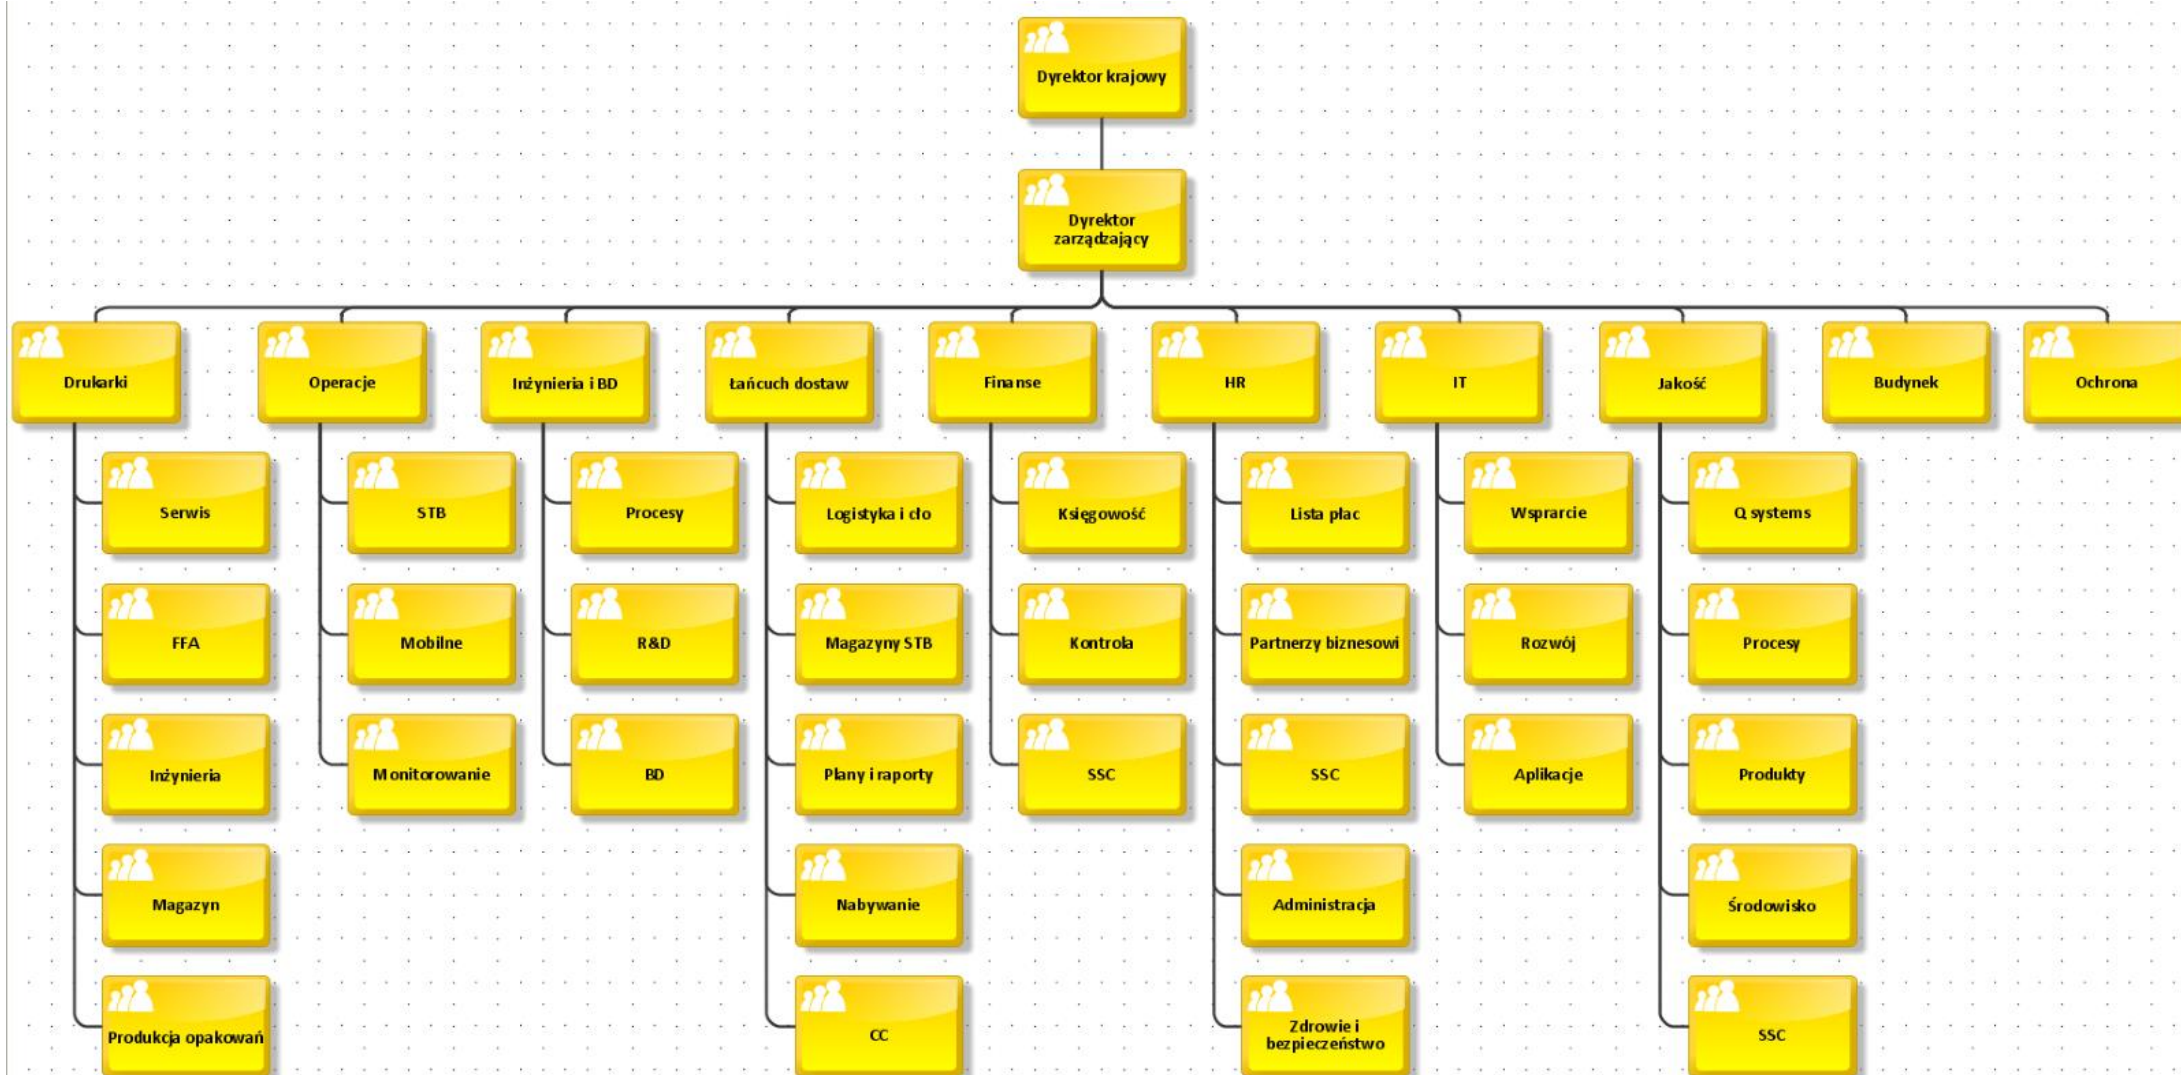 Dyrektor krajowy
Dyrektor
zarządzający
Drukarki
Operacje
Inżynieria i BD
Łańcuch dostaw
Finanse
HR
IT
Jakość
Budynek
Ochrona
Serwis
STB
Procesy
Logistyka i cło
Księgowość
Lista płac
Wsprarcie
Q systems
FFA
Mobilne
R&D
Magazyny STB
Kontrola
Partnerzy biznesowi
Rozwój
Procesy
Inżynieria
Monitorowanie
BD
Plany i raporty
SSC
SSC
Aplikacje
Produkty
Magazyn
Nabywanie
Administracja
Środowisko
Produkcja opakowań
CC
Zdrowie i
bezpieczeństwo
SSC